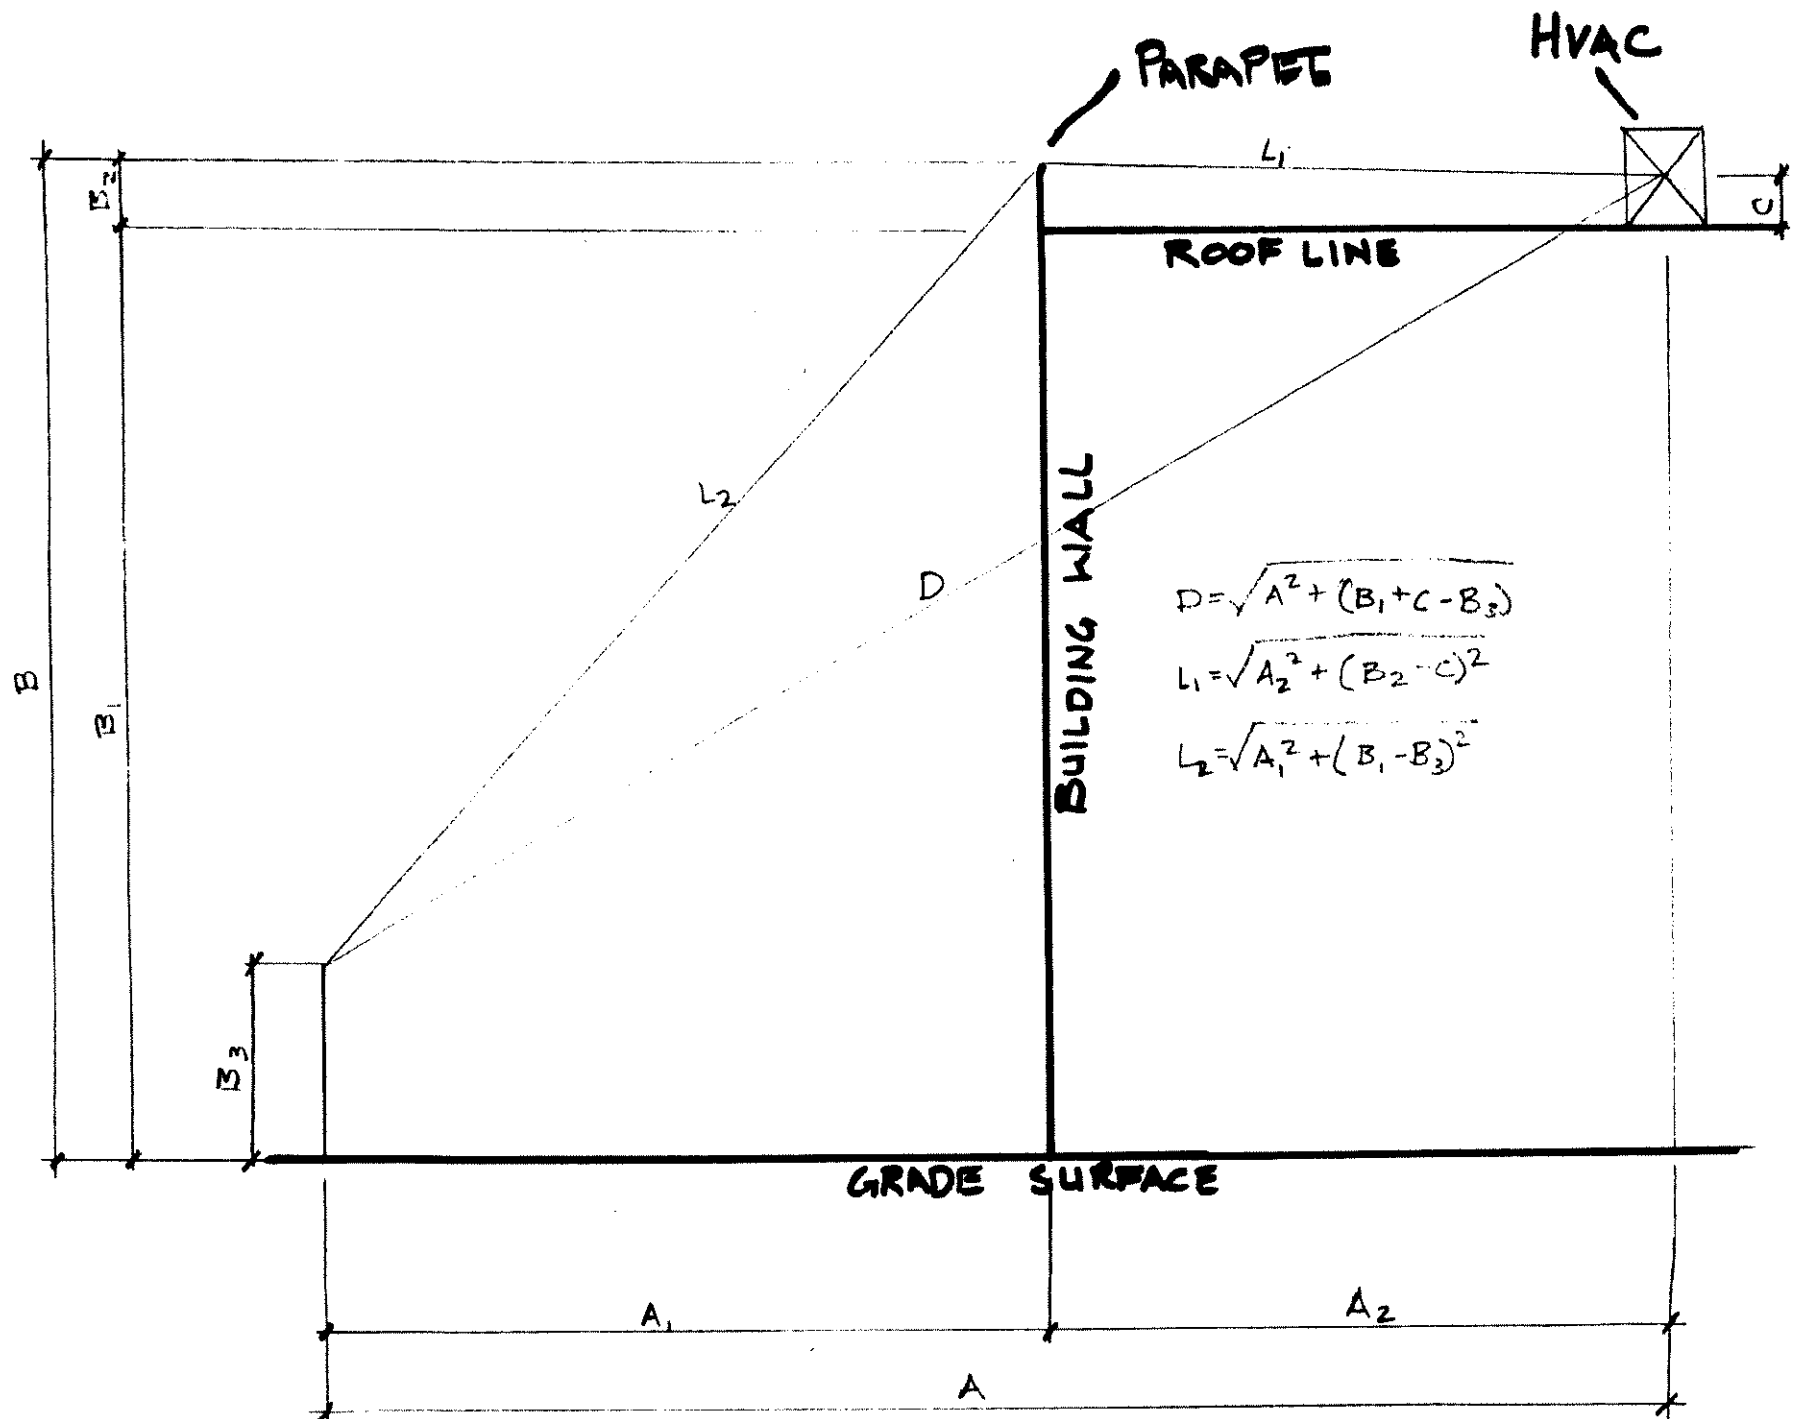 HVAC
PARAPET
L₁
B₂
C
ROOF LINE
L₂
BUILDING WALL
D
D=√A²+(B₁+C-B₃)
L₁=√A₂²+(B₂-C)²
L₂=√A₁²+(B₁-B₃)²
B
B₁
B₃
GRADE SURFACE
A₁
A₂
A